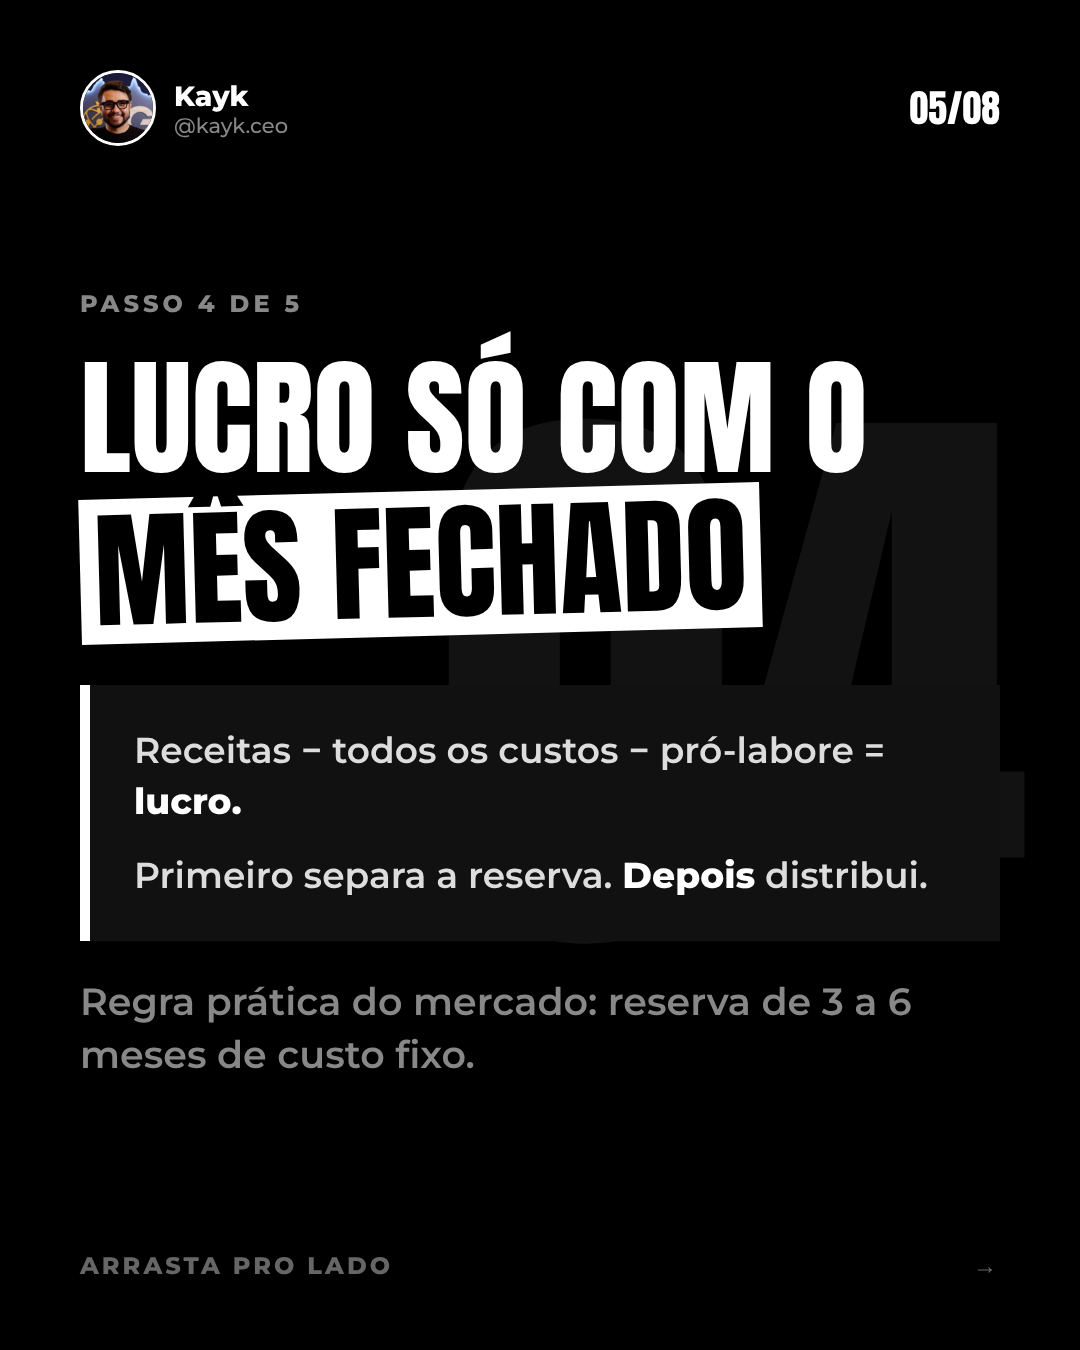 Kayk
@kayk.ceo
05/08
PASSO 4 DE 5
LUCRO SÓ COM O
MÊS FECHADO
04
Receitas − todos os custos − pró-labore =
lucro.
Primeiro separa a reserva. Depois distribui.
Regra prática do mercado: reserva de 3 a 6
meses de custo fixo.
ARRASTA PRO LADO →